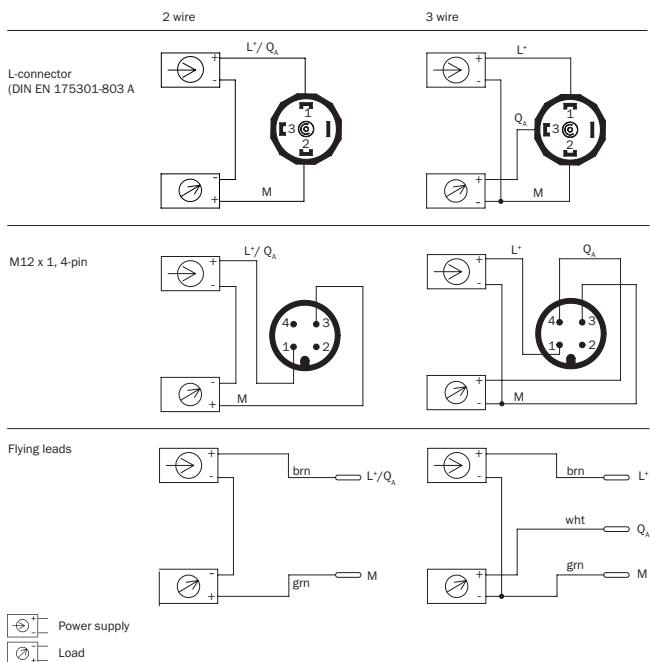 2 wire 3 wire
L-connector
(DIN EN 175301-803 A
+ L⁺/ Q_A
-
1
3
2
-
+ M
+ L⁺
-
1
Q_A 3
2
+
- M
M12 x 1, 4-pin
+ L⁺/ Q_A
-
4 3
1 2
-
+ M
+ L⁺ Q_A
-
4 3
1 2
+
- M
Flying leads
+
brn L⁺/Q_A
-
-
+ grn M
+
brn L⁺
-
wht Q_A
+
grn M
-
+
- Power supply
-
+ Load